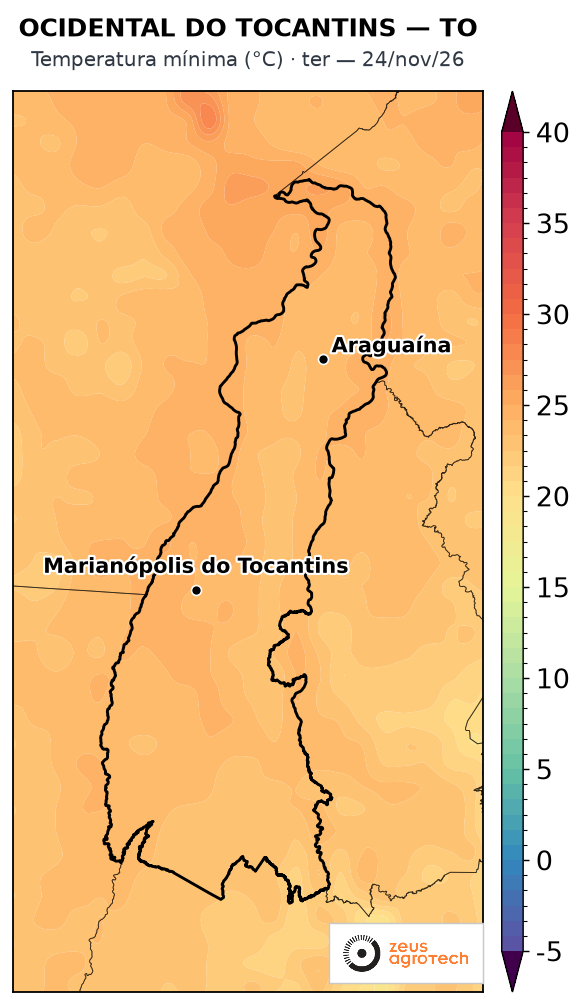 OCIDENTAL DO TOCANTINS — TO
Temperatura mínima (°C) · ter — 24/nov/26
40
35
30
25
20
15
10
5
0
-5
Araguaína
Marianópolis do Tocantins
zeus
agrotech